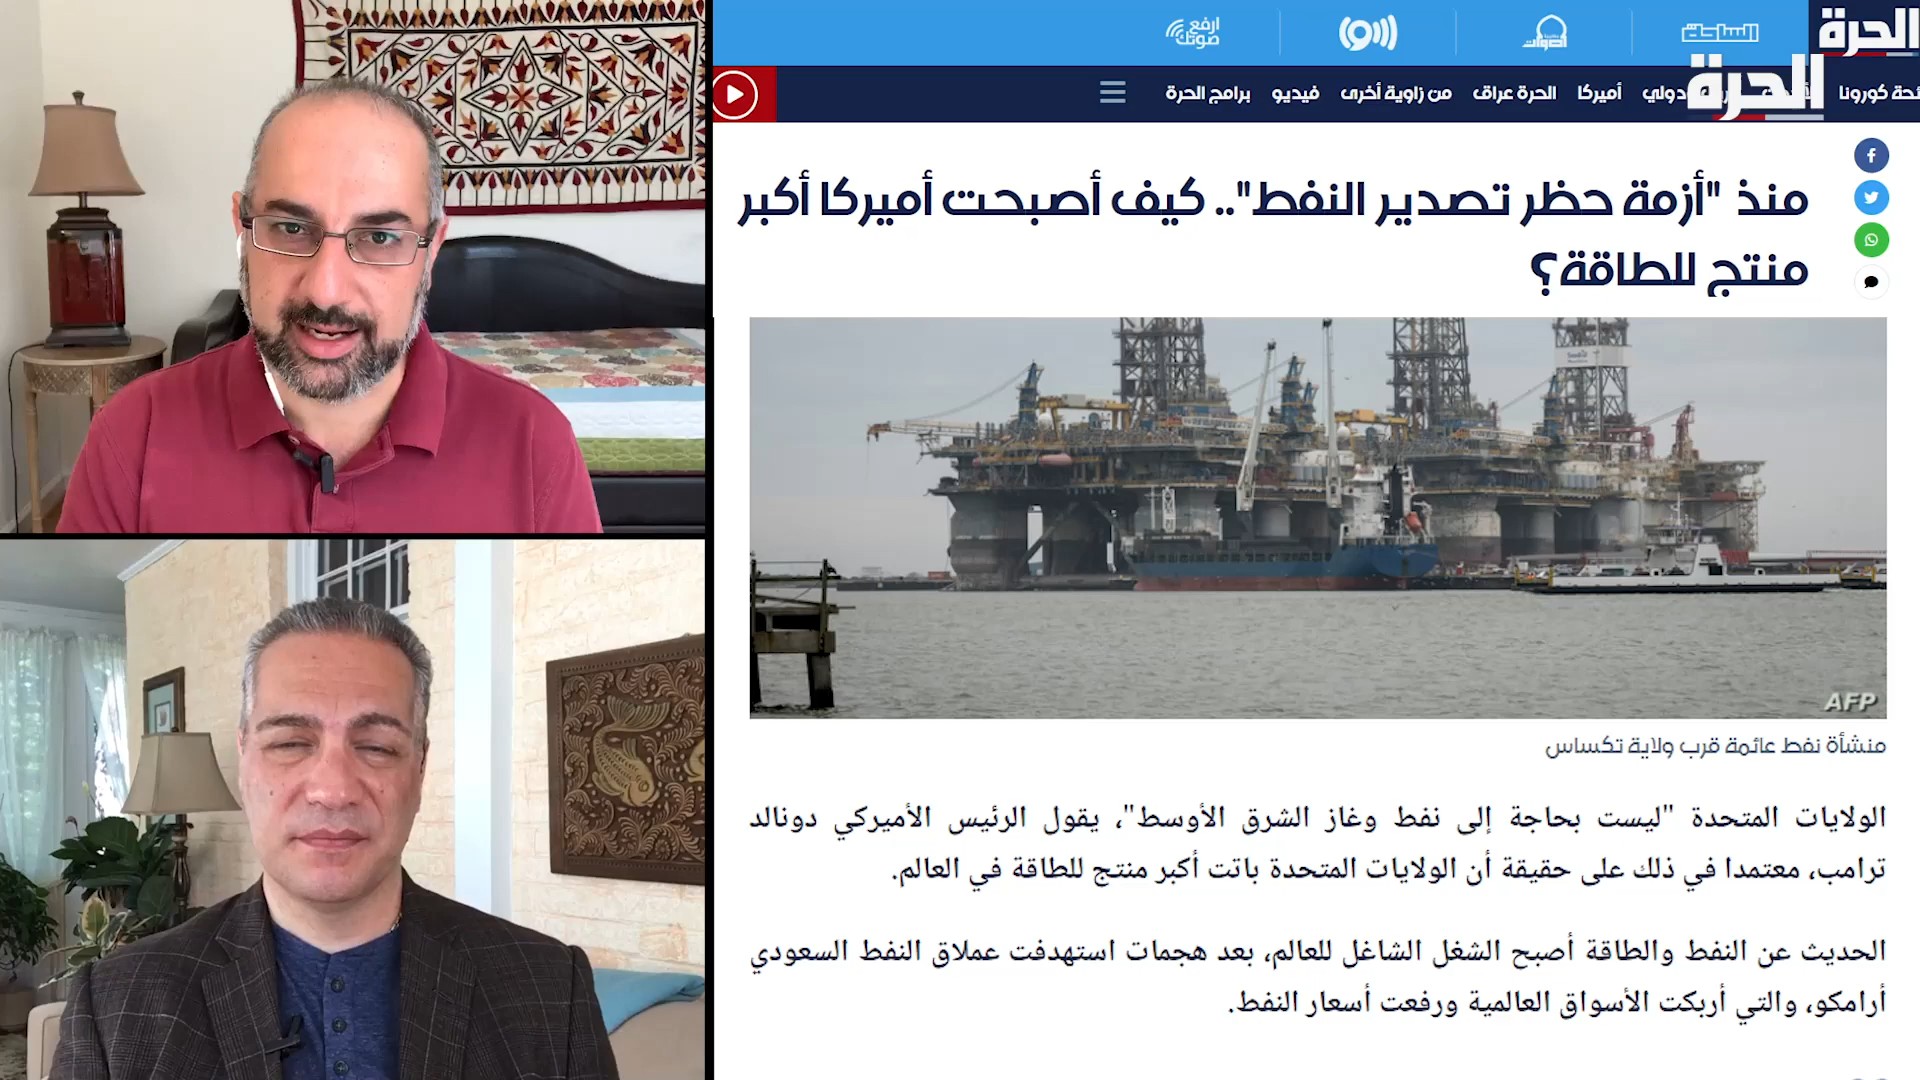 ارفع صوتك
الساحة
الحرة
الحرة
برامج الحرة
فيديو
من زاوية أخرى
الحرة عراق
أميركا
دولي
ئحة كورونا
منذ "أزمة حظر تصدير النفط".. كيف أصبحت أميركا أكبر
منتج للطاقة؟
AFP
منشأة نفط عائمة قرب ولاية تكساس
الولايات المتحدة "ليست بحاجة إلى نفط وغاز الشرق الأوسط"، يقول الرئيس الأميركي دونالد
ترامب، معتمدا في ذلك على حقيقة أن الولايات المتحدة باتت أكبر منتج للطاقة في العالم.
الحديث عن النفط والطاقة أصبح الشغل الشاغل للعالم، بعد هجمات استهدفت عملاق النفط السعودي
أرامكو، والتي أربكت الأسواق العالمية ورفعت أسعار النفط.